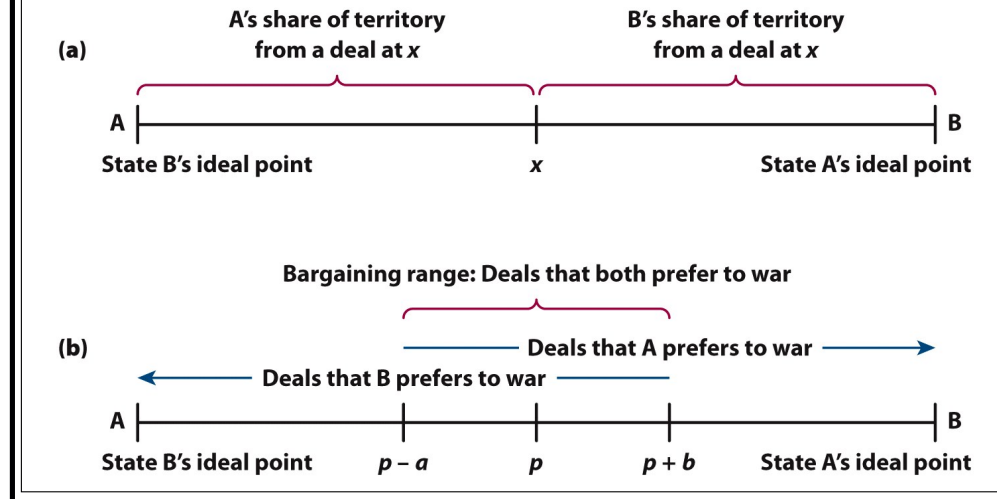 (a)
A's share of territory
from a deal at x
B's share of territory
from a deal at x
A
B
State B's ideal point
x
State A's ideal point
Bargaining range: Deals that both prefer to war
(b)
Deals that A prefers to war
Deals that B prefers to war
A
B
State B's ideal point
p – a
p
p + b
State A's ideal point